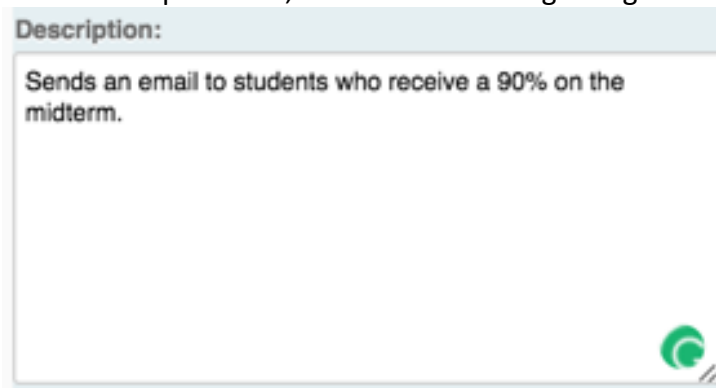 Description:
Sends an email to students who receive a 90% on the
midterm.